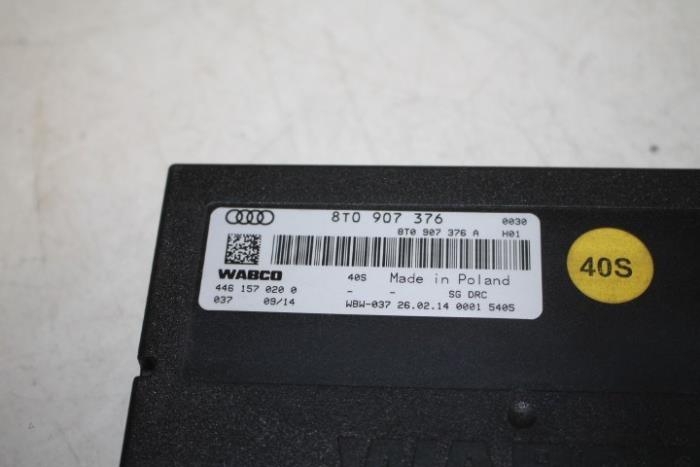 8T0 907 376 0030
8T0 907 376 A H01
WABCO 40S Made in Poland
446 157 020 0 - - SG DRC
037 09/14 WBW-037 26.02.14 0001 5405
40S